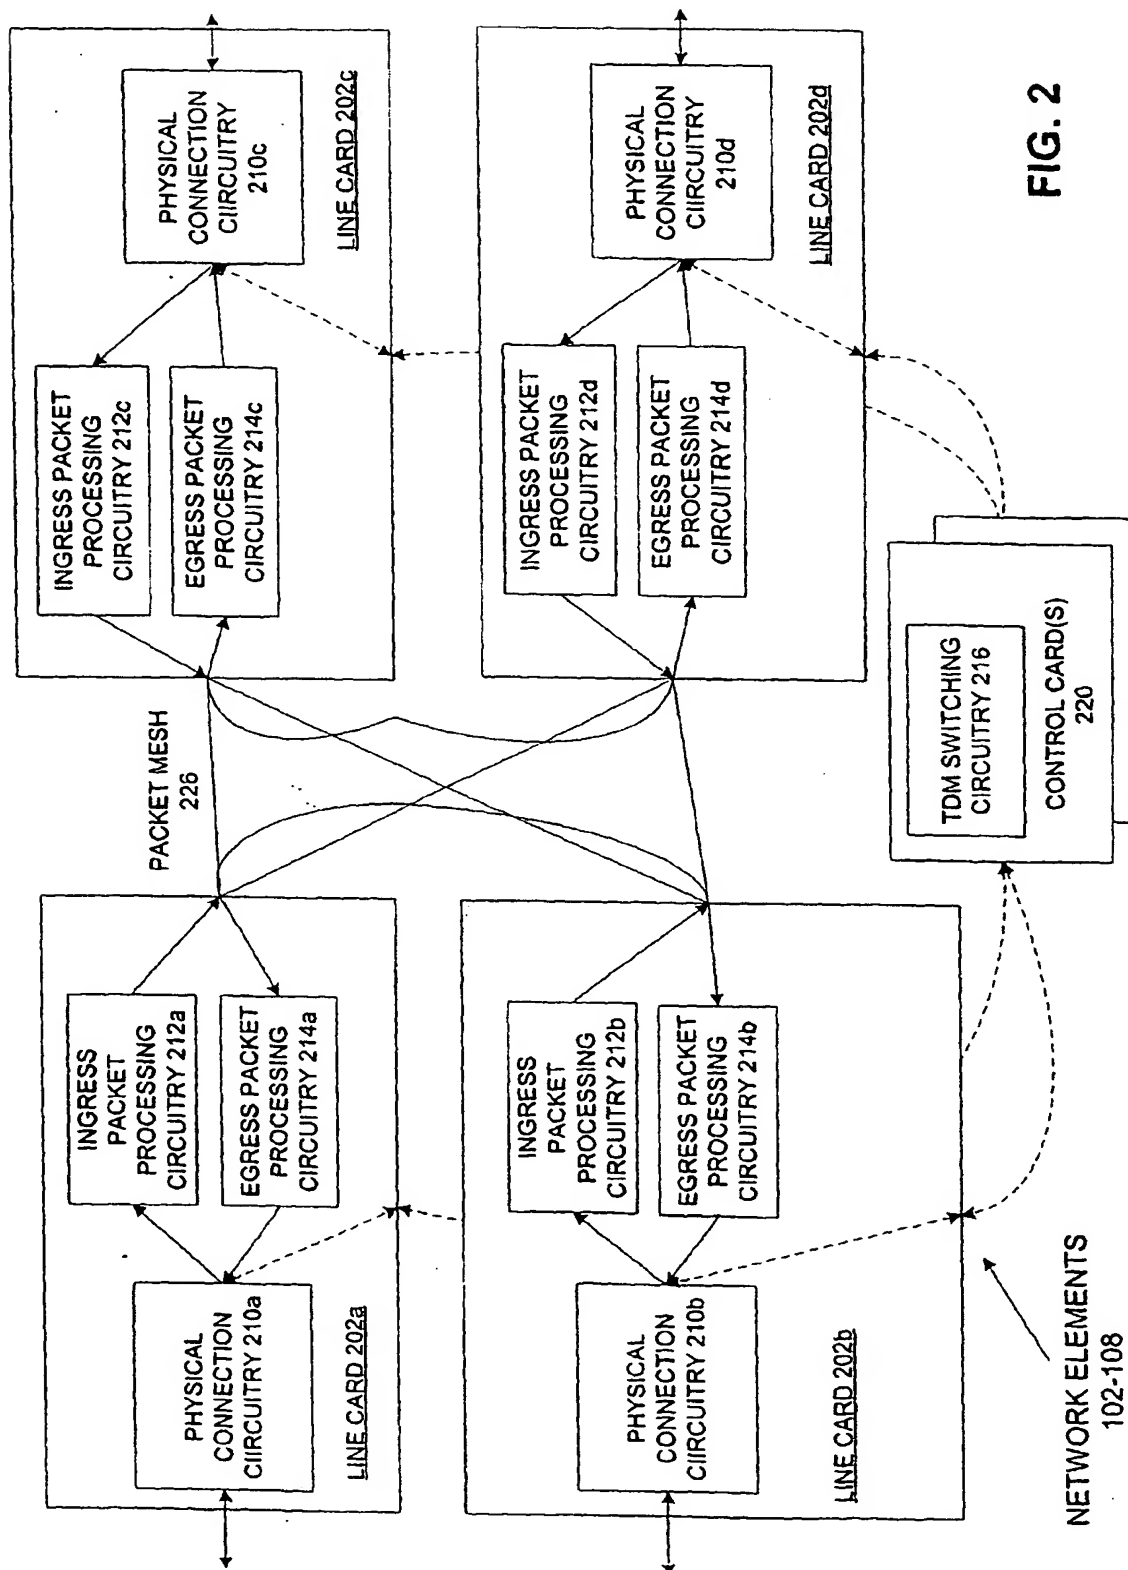 PHYSICAL
CONNECTION
CIIRCUITRY 210a
INGRESS
PACKET
PROCESSING
CIRCUITRY 212a
EGRESS PACKET
PROCESSING
CIRCUITRY 214a
LINE CARD 202a
PACKET MESH
226
INGRESS PACKET
PROCESSING
CIRCUITRY 212c
EGRESS PACKET
PROCESSING
CIRCUITRY 214c
PHYSICAL
CONNECTION
CIIRCUITRY
210c
LINE CARD 202c
PHYSICAL
CONNECTION
CIIRCUITRY 210b
INGRESS
PACKET
PROCESSING
CIRCUITRY 212b
EGRESS PACKET
PROCESSING
CIRCUITRY 214b
LINE CARD 202b
INGRESS PACKET
PROCESSING
CIRCUITRY 212d
EGRESS PACKET
PROCESSING
CIRCUITRY 214d
PHYSICAL
CONNECTION
CIIRCUITRY
210d
LINE CARD 202d
TDM SWITCHING
CIRCUITRY 216
CONTROL CARD(S)
220
NETWORK ELEMENTS
102-108
FIG. 2